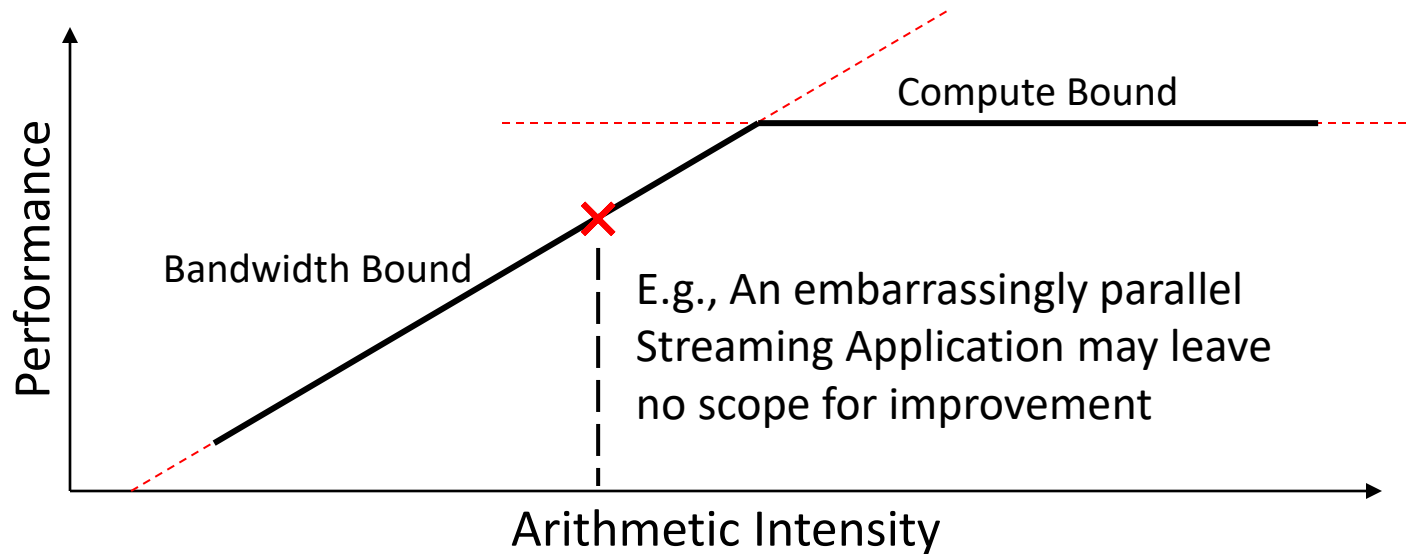 Compute Bound
Performance
Bandwidth Bound
E.g., An embarrassingly parallel
Streaming Application may leave
no scope for improvement
Arithmetic Intensity